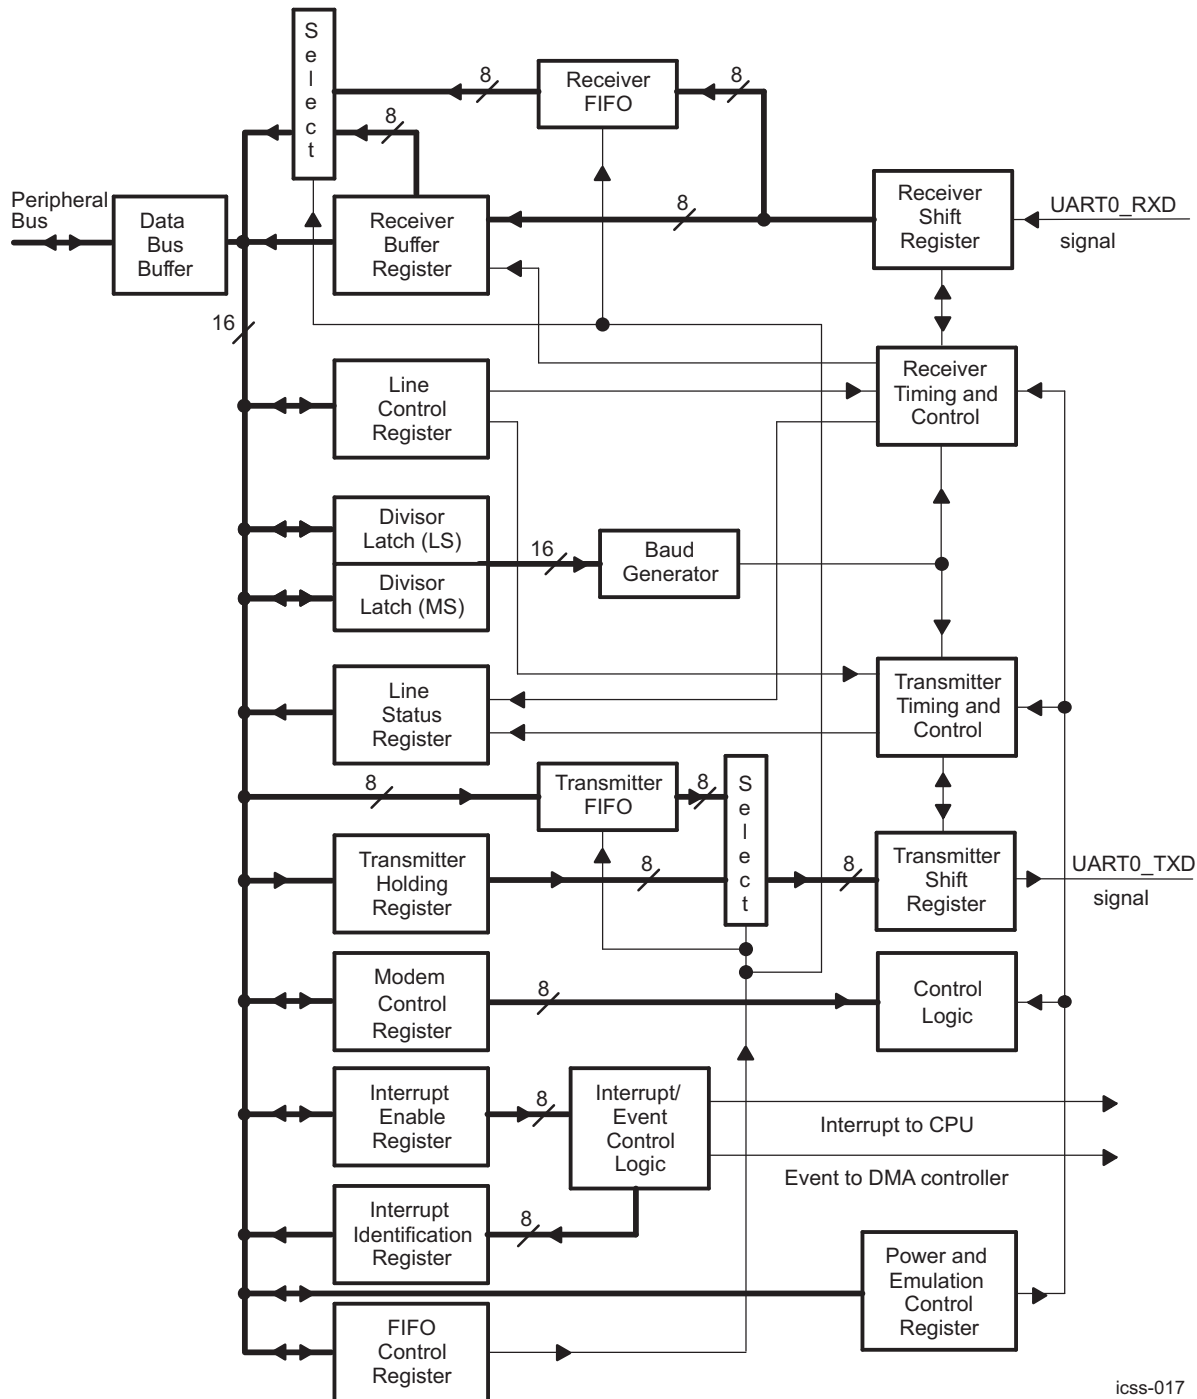 S
e
l
e
c
t
8
Receiver
FIFO
8
8
Peripheral
Bus
Data
Bus
Buffer
Receiver
Buffer
Register
8
Receiver
Shift
Register
UART0_RXD
signal
16
Line
Control
Register
Receiver
Timing and
Control
Divisor
Latch (LS)
Divisor
Latch (MS)
16
Baud
Generator
Line
Status
Register
Transmitter
Timing and
Control
8
Transmitter
FIFO
8
S
e
l
e
c
t
Transmitter
Holding
Register
8
8
Transmitter
Shift
Register
UART0_TXD
signal
Modem
Control
Register
8
Control
Logic
Interrupt
Enable
Register
8
Interrupt/
Event
Control
Logic
Interrupt to CPU
Event to DMA controller
Interrupt
Identification
Register
8
Power and
Emulation
Control
Register
FIFO
Control
Register
icss-017